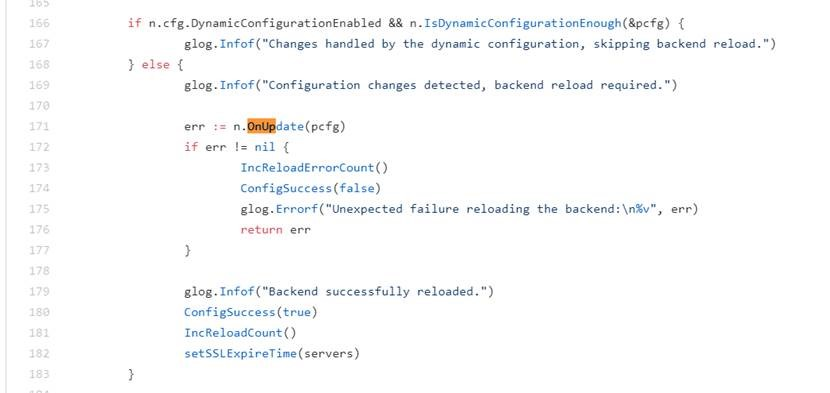 165
166 if n.cfg.DynamicConfigurationEnabled && n.IsDynamicConfigurationEnough(&pcfg) {
167 glog.Infof("Changes handled by the dynamic configuration, skipping backend reload.")
168 } else {
169 glog.Infof("Configuration changes detected, backend reload required.")
170
171 err := n.OnUpdate(pcfg)
172 if err != nil {
173 IncReloadErrorCount()
174 ConfigSuccess(false)
175 glog.Errorf("Unexpected failure reloading the backend:\n%v", err)
176 return err
177 }
178
179 glog.Infof("Backend successfully reloaded.")
180 ConfigSuccess(true)
181 IncReloadCount()
182 setSSLExpireTime(servers)
183 }